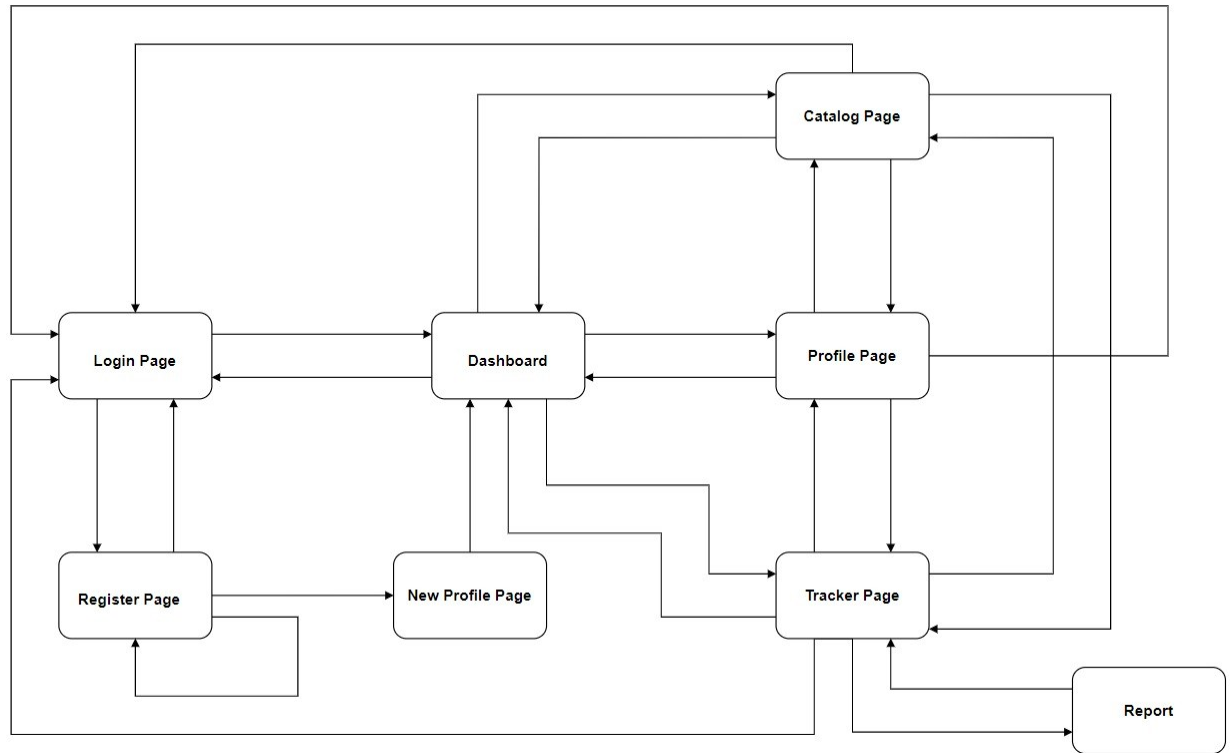 Catalog Page
Login Page
Dashboard
Profile Page
Register Page
New Profile Page
Tracker Page
Report